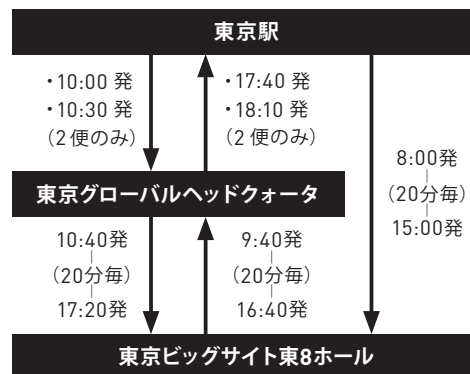 東京駅
・10:00 発
・10:30 発
（2便のみ）
・17:40 発
・18:10 発
（2便のみ）
8:00発
（20分毎）
15:00発
東京グローバルヘッドクォータ
10:40発
（20分毎）
17:20発
9:40発
（20分毎）
16:40発
東京ビッグサイト東8ホール